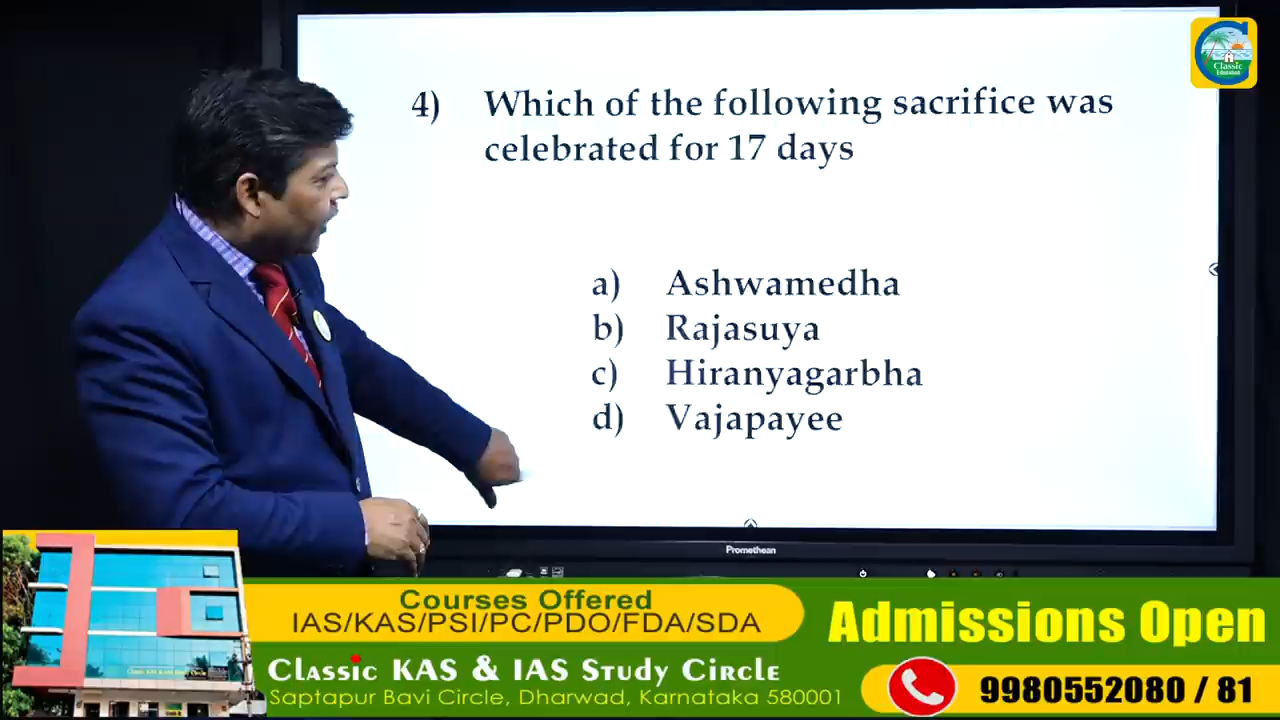 4) Which of the following sacrifice was
celebrated for 17 days
a) Ashwamedha
b) Rajasuya
c) Hiranyagarbha
d) Vajapayee
Classic
Education
Promethean
Courses Offered
IAS/KAS/PSI/PC/PDO/FDA/SDA
Classic KAS & IAS Study Circle
Saptapur Bavi Circle, Dharwad, Karnataka 580001
Admissions Open
9980552080 / 81